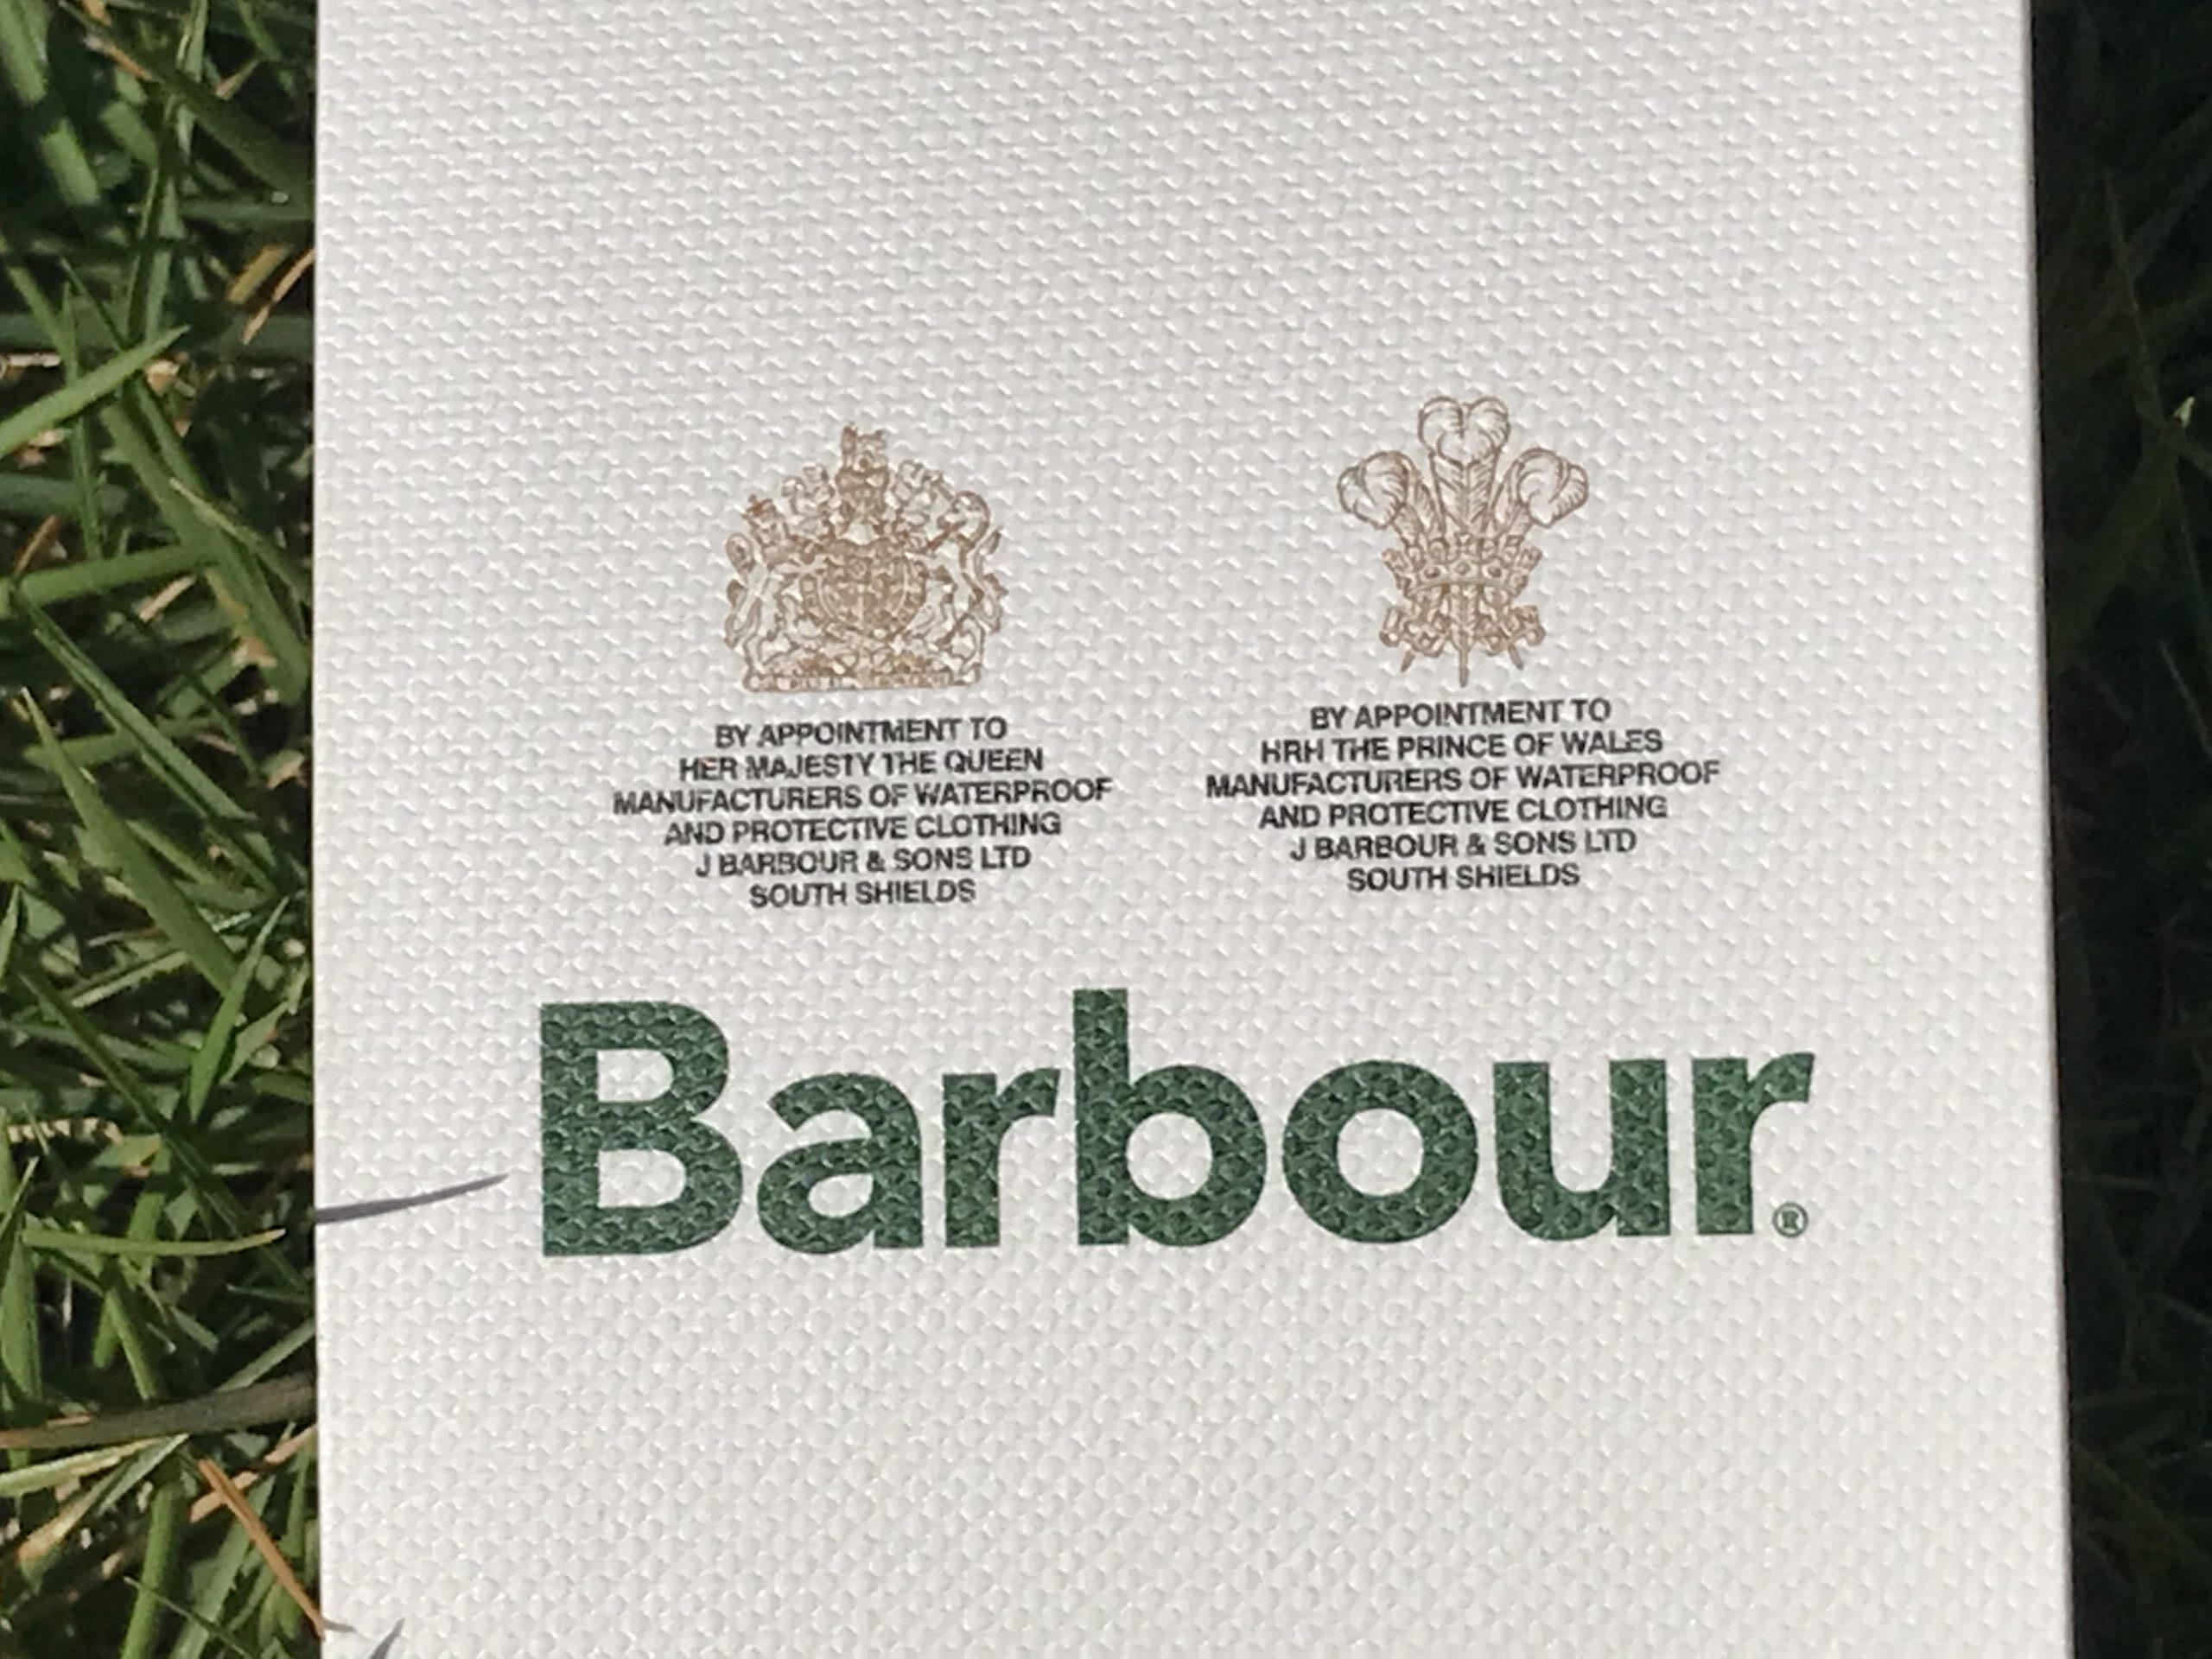 BY APPOINTMENT TO
HER MAJESTY THE QUEEN
MANUFACTURERS OF WATERPROOF
AND PROTECTIVE CLOTHING
J BARBOUR & SONS LTD
SOUTH SHIELDS
BY APPOINTMENT TO
HRH THE PRINCE OF WALES
MANUFACTURERS OF WATERPROOF
AND PROTECTIVE CLOTHING
J BARBOUR & SONS LTD
SOUTH SHIELDS
Barbour®